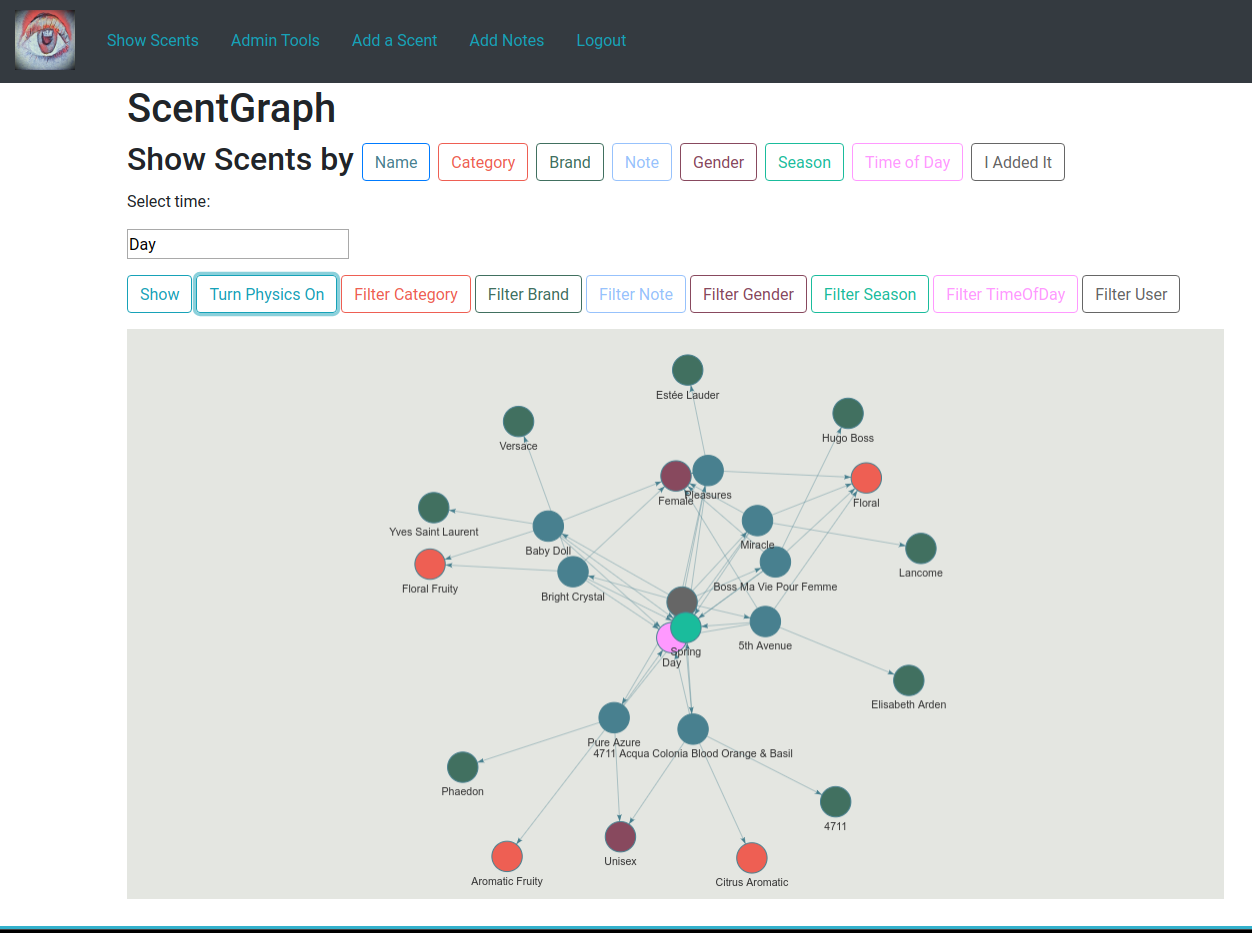 Show Scents Admin Tools Add a Scent Add Notes Logout
ScentGraph
Show Scents by Name Category Brand Note Gender Season Time of Day I Added It
Select time:
Day
Show Turn Physics On Filter Category Filter Brand Filter Note Filter Gender Filter Season Filter TimeOfDay Filter User
Estée Lauder
Hugo Boss
Versace
Pleasures
Female
Floral
Yves Saint Laurent
Miracle
Baby Doll
Lancome
Floral Fruity
Boss Ma Vie Pour Femme
Bright Crystal
5th Avenue
Spring
Day
Elisabeth Arden
Pure Azure
4711 Acqua Colonia Blood Orange & Basil
Phaedon
4711
Unisex
Aromatic Fruity
Citrus Aromatic